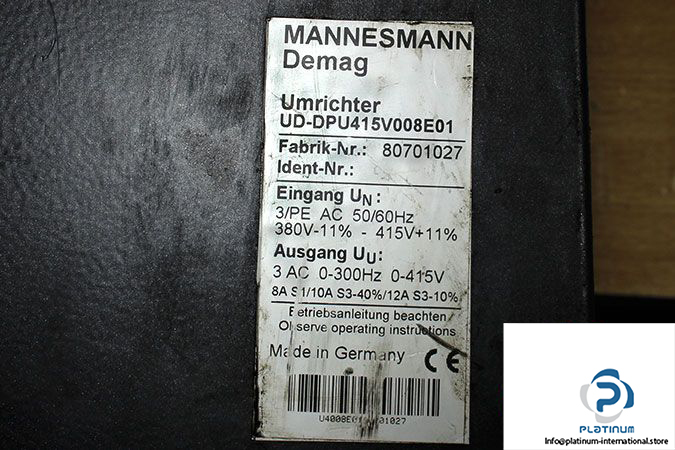 MANNESMANN
Demag
Umrichter
UD-DPU415V008E01
Fabrik-Nr.: 80701027
Ident-Nr.:
Eingang UN:
3/PE AC 50/60Hz
380V-11% - 415V+11%
Ausgang UU:
3 AC 0-300Hz 0-415V
8A S1/10A S3-40%/12A S3-10%
Betriebsanleitung beachten
Observe operating instructions
Made in Germany CE
PLATINUM
info@platinum-international.store